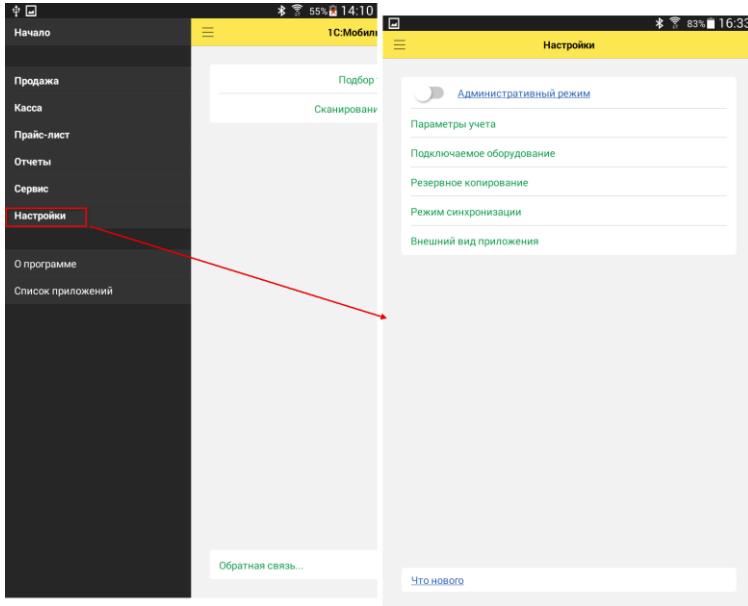 55% 14:10
Начало
1С:Мобил
Продажа
Касса
Прайс-лист
Отчеты
Сервис
Настройки
О программе
Список приложений
Подбор
Сканировани
Обратная связь...
83% 16:33
Настройки
Административный режим
Параметры учета
Подключаемое оборудование
Резервное копирование
Режим синхронизации
Внешний вид приложения
Что нового